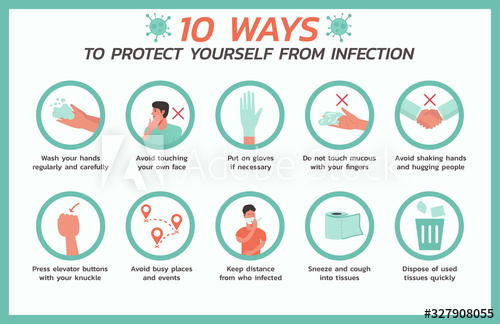 10 WAYS
TO PROTECT YOURSELF FROM INFECTION
Wash your hands
regularly and carefully
Avoid touching
your own face
Put on gloves
if necessary
Do not touch mucous
with your fingers
Avoid shaking hands
and hugging people
Press elevator buttons
with your knuckle
Avoid busy places
and events
Keep distance
from who infected
Sneeze and cough
into tissues
Dispose of used
tissues quickly
Adobe Stock
#327908055